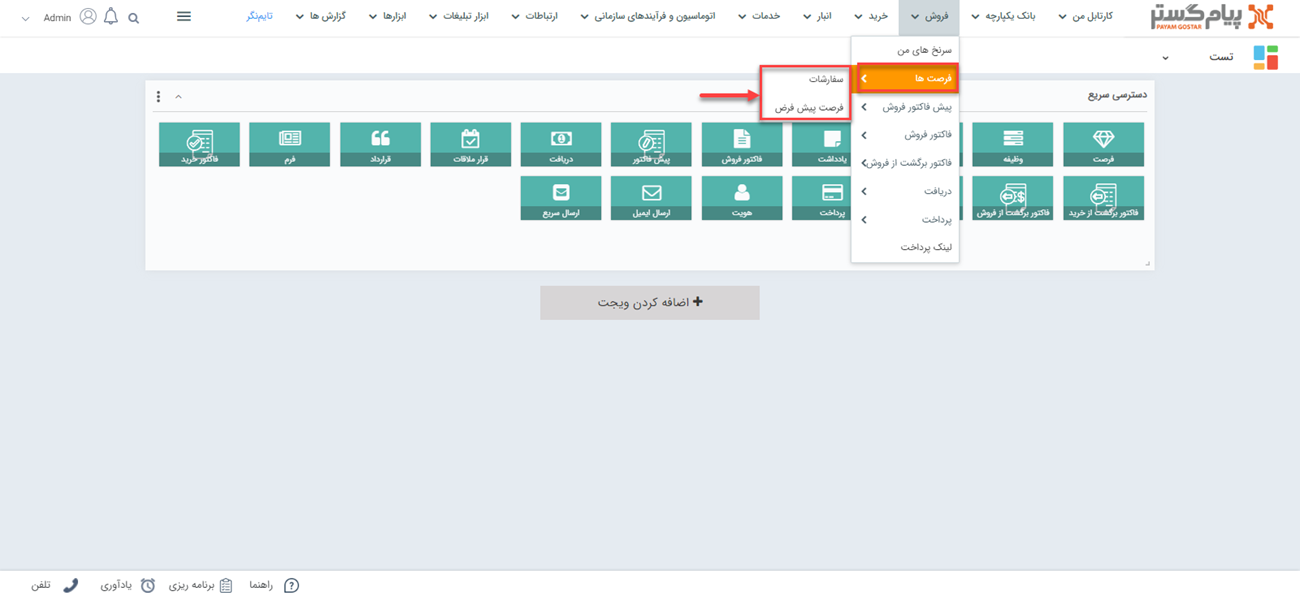 پیام گستر
PAYAM GOSTAR
کارتابل من
بانک یکپارچه
فروش
خرید
انبار
خدمات
اتوماسیون و فرآیندهای سازمانی
ارتباطات
ابزار تبلیغات
ابزارها
گزارش ها
تایم‌نگر
Admin
تست
سرنخ های من
فرصت ها
پیش فاکتور فروش
فاکتور فروش
فاکتور برگشت از فروش
دریافت
پرداخت
لینک پرداخت
سفارشات
فرصت پیش فرض
دسترسی سریع
فرصت
وظیفه
یادداشت
فاکتور فروش
پیش فاکتور
دریافت
قرار ملاقات
قرارداد
فرم
فاکتور خرید
فاکتور برگشت از خرید
فاکتور برگشت از فروش
پرداخت
هویت
ارسال ایمیل
ارسال سریع
اضافه کردن ویجت
راهنما
برنامه ریزی
یادآوری
تلفن